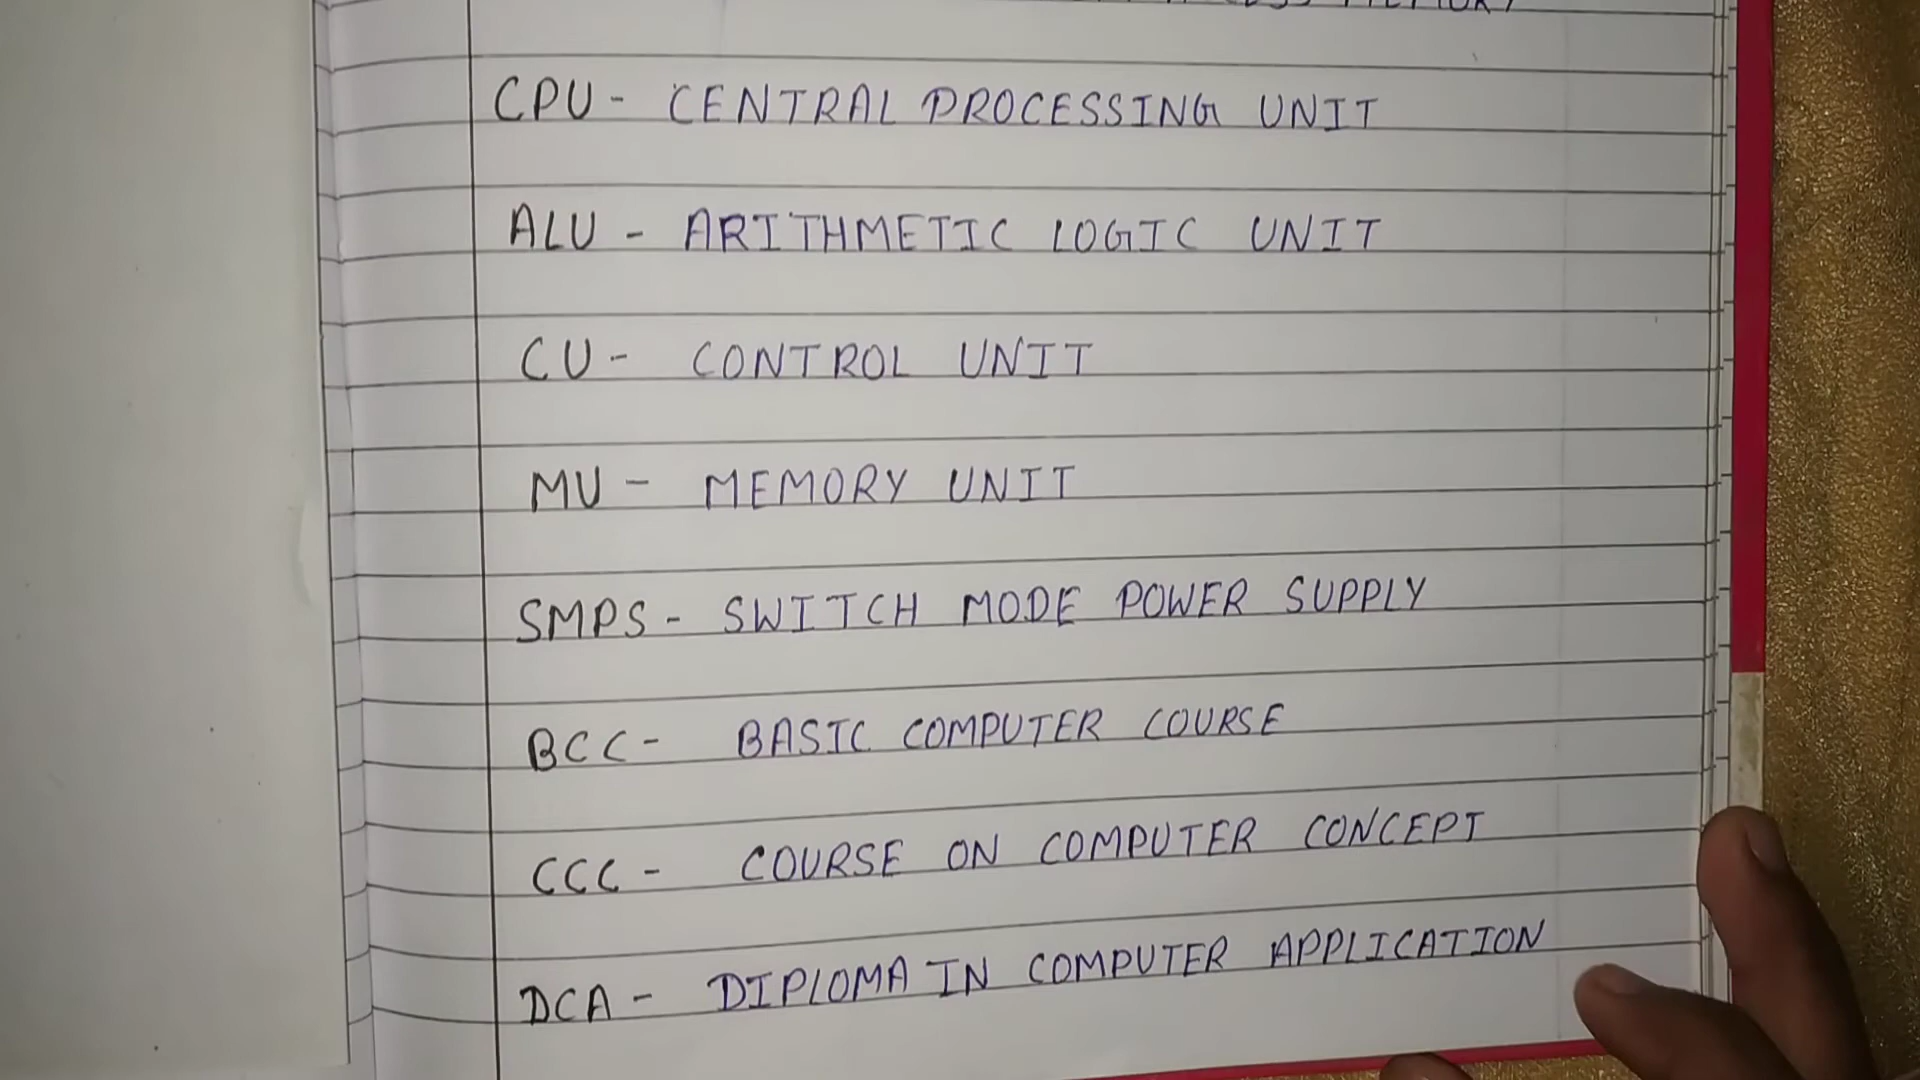 MEMORY
CPU - CENTRAL PROCESSING UNIT
ALU - ARITHMETIC LOGIC UNIT
CU - CONTROL UNIT
MU - MEMORY UNIT
SMPS - SWITCH MODE POWER SUPPLY
BCC - BASIC COMPUTER COURSE
CCC - COURSE ON COMPUTER CONCEPT
DCA - DIPLOMA IN COMPUTER APPLICATION